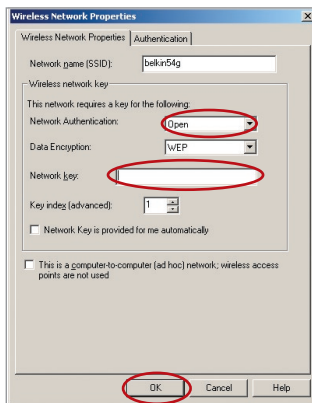 Wireless Network Properties
Wireless Network Properties Authentication
Network name (SSID): belkin54g
Wireless network key
This network requires a key for the following:
Network Authentication: Open
Data Encryption: WEP
Network key:
Key index (advanced): 1
Network Key is provided for me automatically
This is a computer-to-computer (ad hoc) network; wireless access
points are not used
OK Cancel Help